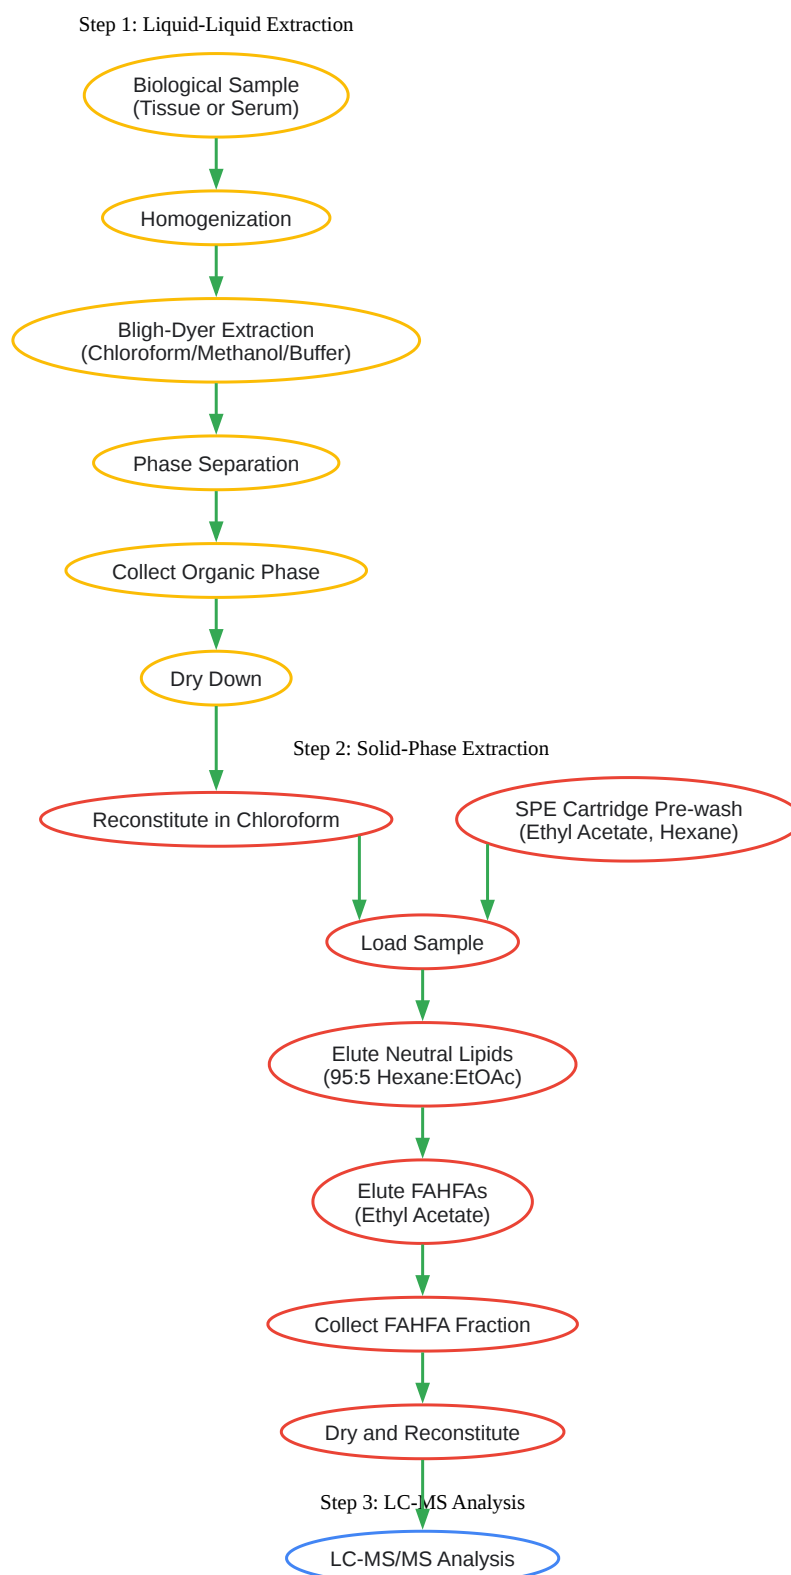 Step 1: Liquid-Liquid Extraction
Biological Sample
(Tissue or Serum)
Homogenization
Bligh-Dyer Extraction
(Chloroform/Methanol/Buffer)
Phase Separation
Collect Organic Phase
Dry Down
Step 2: Solid-Phase Extraction
Reconstitute in Chloroform
SPE Cartridge Pre-wash
(Ethyl Acetate, Hexane)
Load Sample
Elute Neutral Lipids
(95:5 Hexane:EtOAc)
Elute FAHFAs
(Ethyl Acetate)
Collect FAHFA Fraction
Dry and Reconstitute
Step 3: LC-MS Analysis
LC-MS/MS Analysis